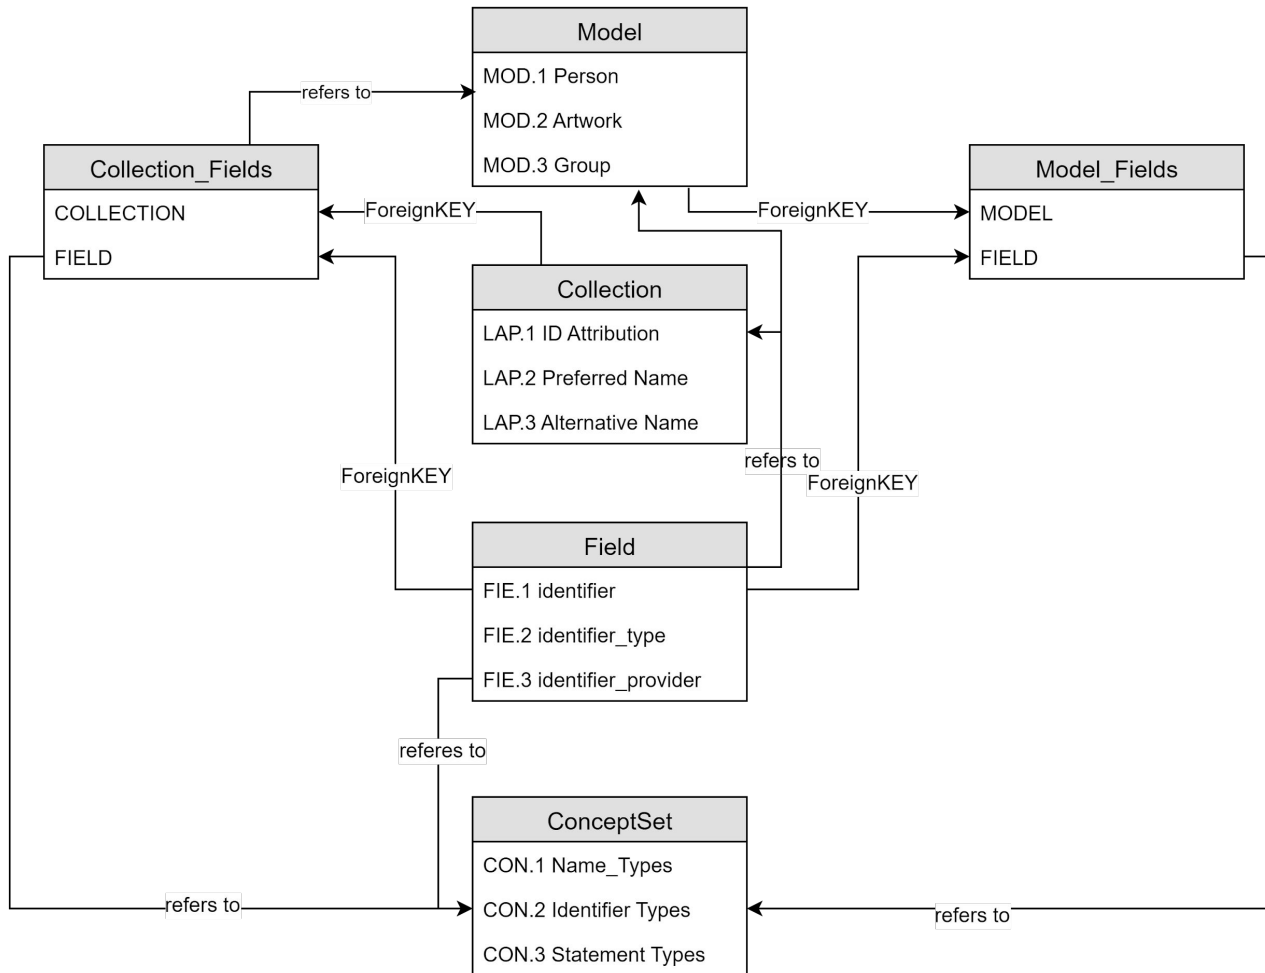 Model
MOD.1 Person
MOD.2 Artwork
MOD.3 Group
refers to
Collection_Fields
COLLECTION
FIELD
Model_Fields
MODEL
FIELD
ForeignKEY
ForeignKEY
Collection
LAP.1 ID Attribution
LAP.2 Preferred Name
LAP.3 Alternative Name
refers to
ForeignKEY
ForeignKEY
Field
FIE.1 identifier
FIE.2 identifier_type
FIE.3 identifier_provider
referes to
ConceptSet
CON.1 Name_Types
CON.2 Identifier Types
CON.3 Statement Types
refers to
refers to